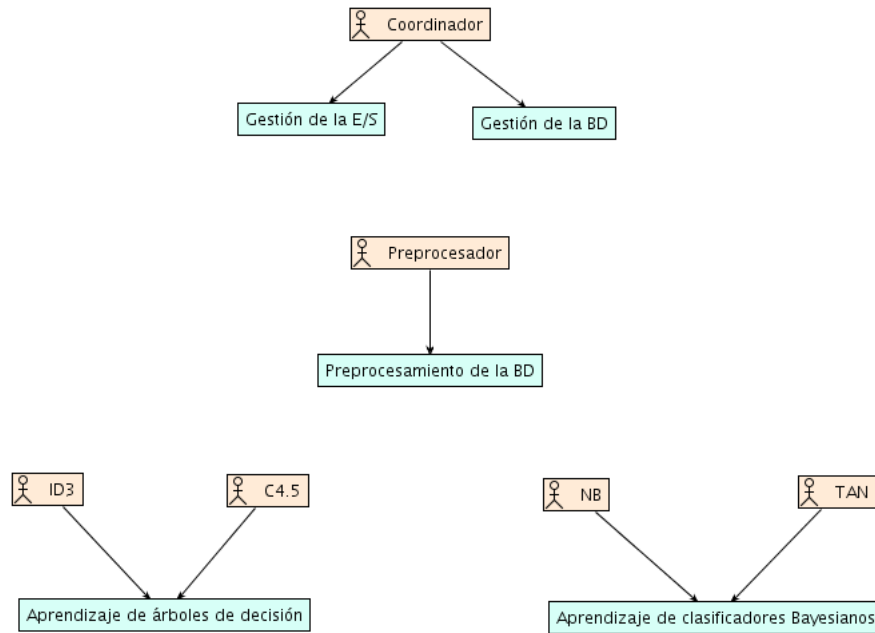 Coordinador
Gestión de la E/S
Gestión de la BD
Preprocesador
Preprocesamiento de la BD
ID3
C4.5
NB
TAN
Aprendizaje de árboles de decisión
Aprendizaje de clasificadores Bayesianos